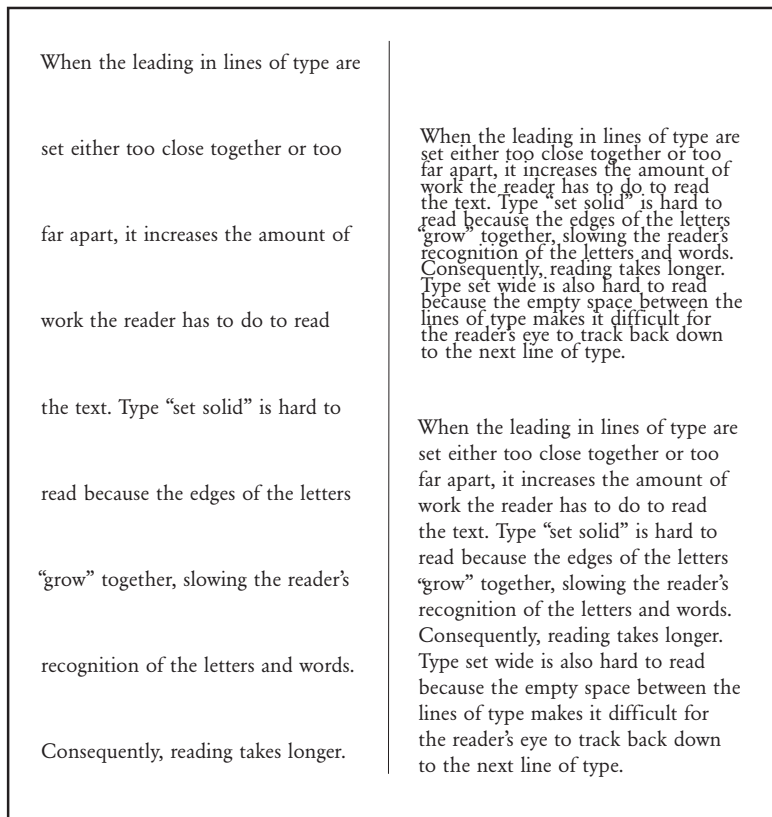 When the leading in lines of type are
set either too close together or too
far apart, it increases the amount of
work the reader has to do to read
the text. Type “set solid” is hard to
read because the edges of the letters
“grow” together, slowing the reader’s
recognition of the letters and words.
Consequently, reading takes longer.
When the leading in lines of type are
set either too close together or too
far apart, it increases the amount of
work the reader has to do to read
the text. Type “set solid” is hard to
read because the edges of the letters
“grow” together, slowing the reader’s
recognition of the letters and words.
Consequently, reading takes longer.
Type set wide is also hard to read
because the empty space between the
lines of type makes it difficult for
the reader’s eye to track back down
to the next line of type.
When the leading in lines of type are
set either too close together or too
far apart, it increases the amount of
work the reader has to do to read
the text. Type “set solid” is hard to
read because the edges of the letters
“grow” together, slowing the reader’s
recognition of the letters and words.
Consequently, reading takes longer.
Type set wide is also hard to read
because the empty space between the
lines of type makes it difficult for
the reader’s eye to track back down
to the next line of type.